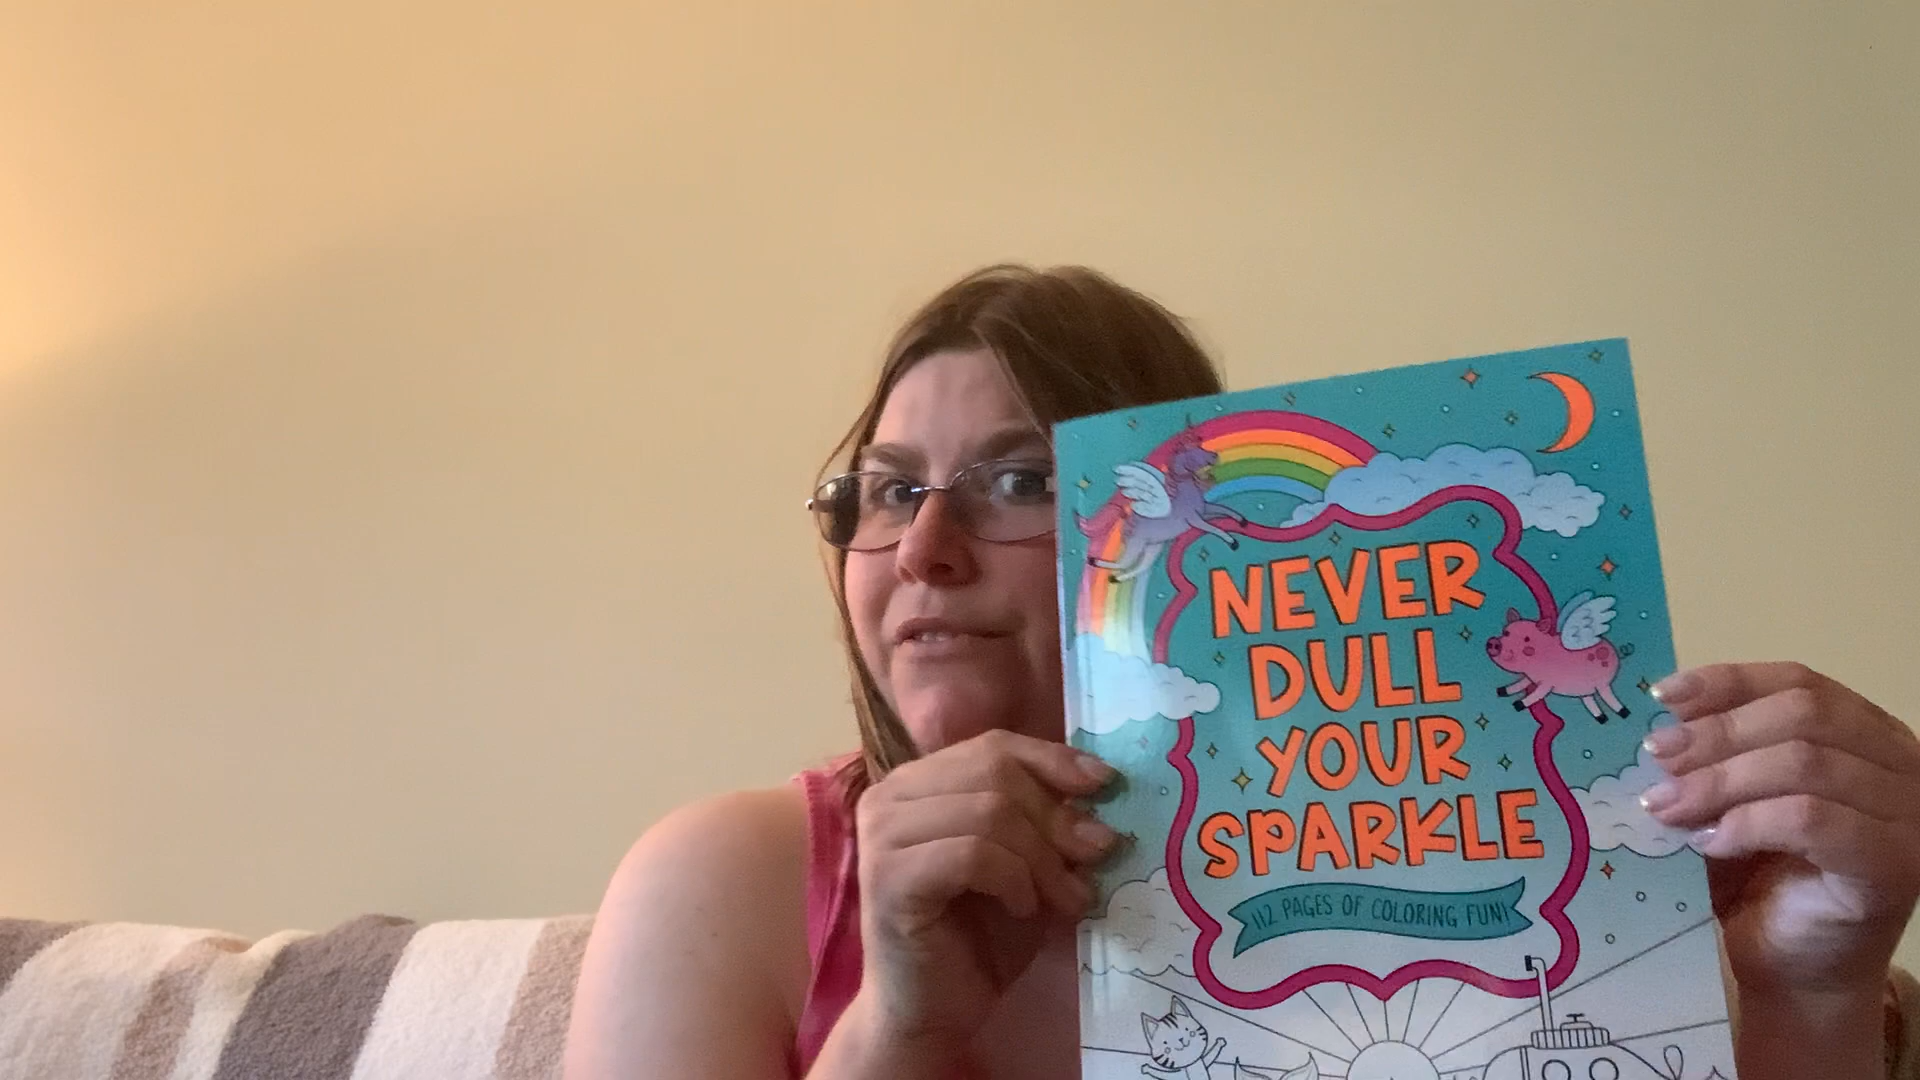 NEVER
DULL
YOUR
SPARKLE
112 PAGES OF COLORING FUN!